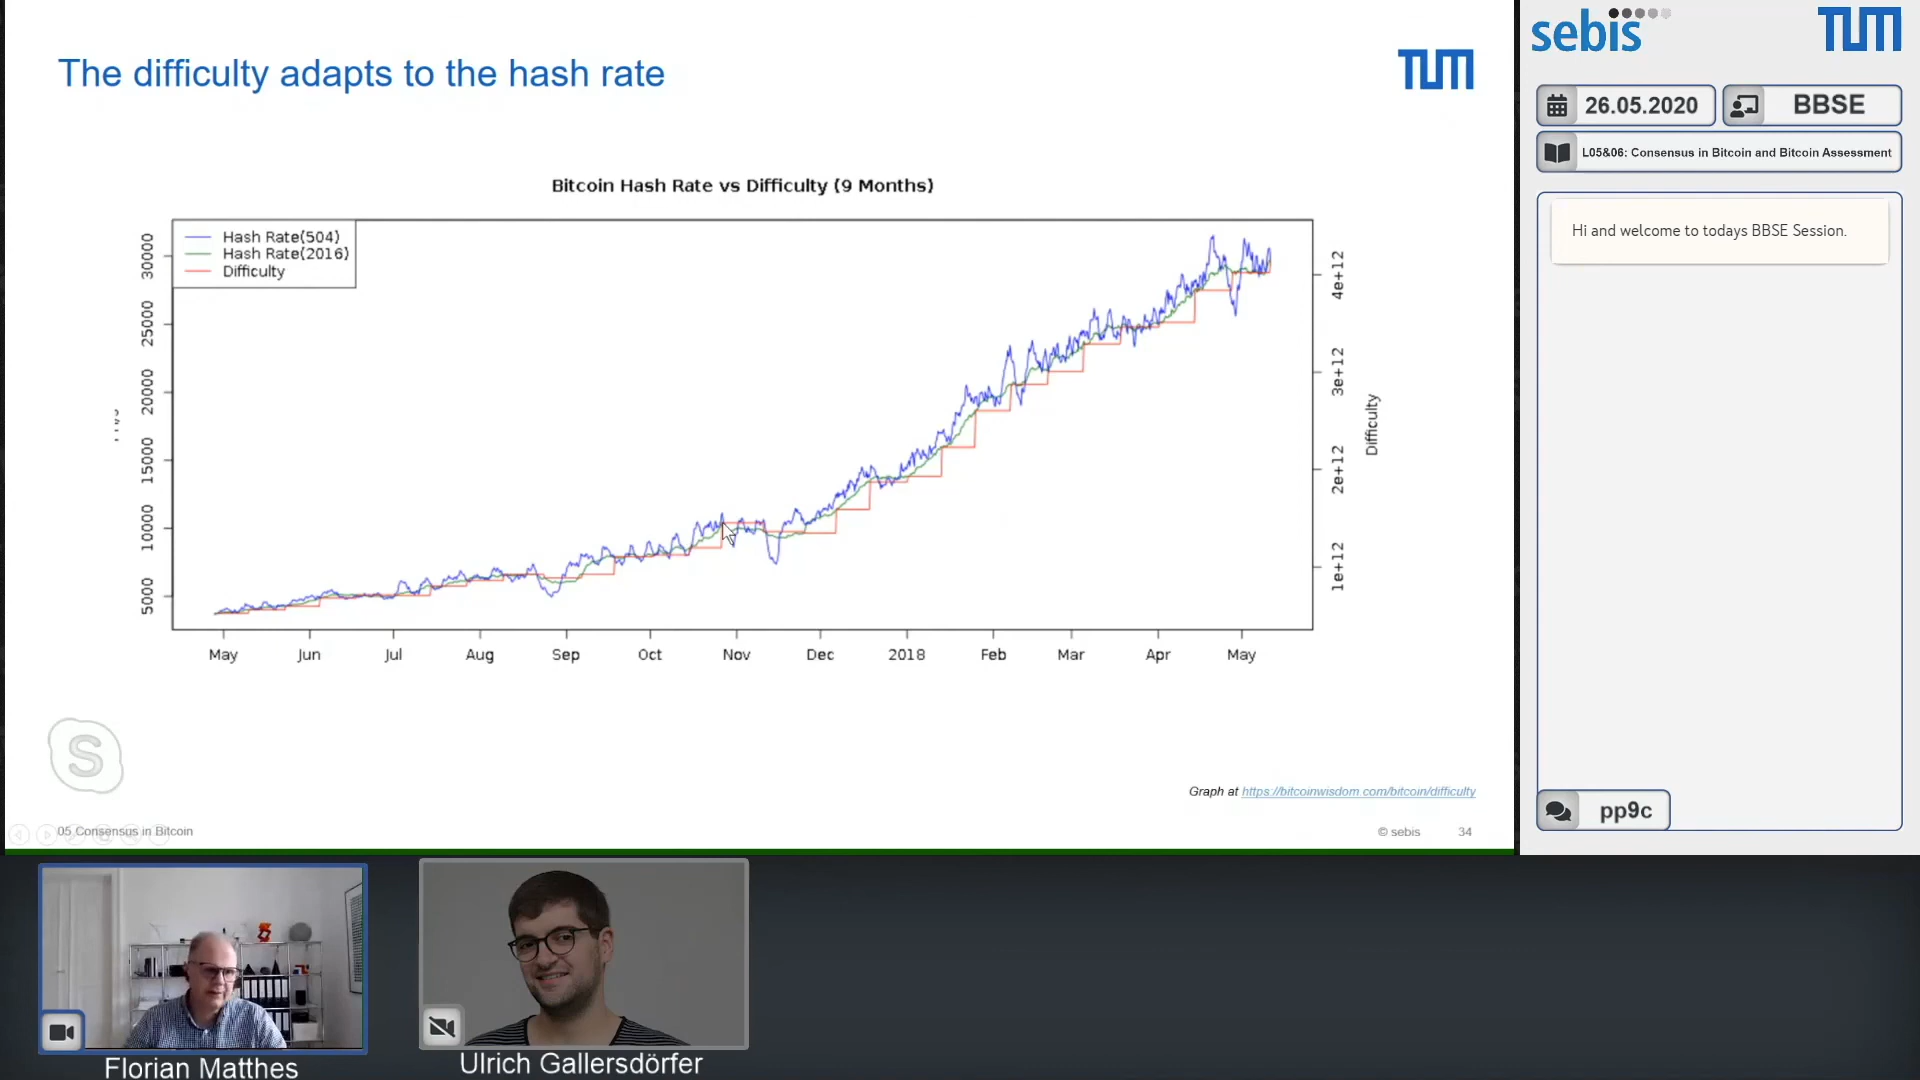 The difficulty adapts to the hash rate
TUM
Bitcoin Hash Rate vs Difficulty (9 Months)
Hash Rate(504)
Hash Rate(2016)
Difficulty
30000
25000
20000
15000
10000
5000
4e+12
3e+12
2e+12
1e+12
Difficulty
May Jun Jul Aug Sep Oct Nov Dec 2018 Feb Mar Apr May
S
Graph at https://bitcoinwisdom.com/bitcoin/difficulty
05 Consensus in Bitcoin
© sebis 34
sebis TUM
26.05.2020 BBSE
L05&06: Consensus in Bitcoin and Bitcoin Assessment
Hi and welcome to todays BBSE Session.
pp9c
Florian Matthes
Ulrich Gallersdörfer